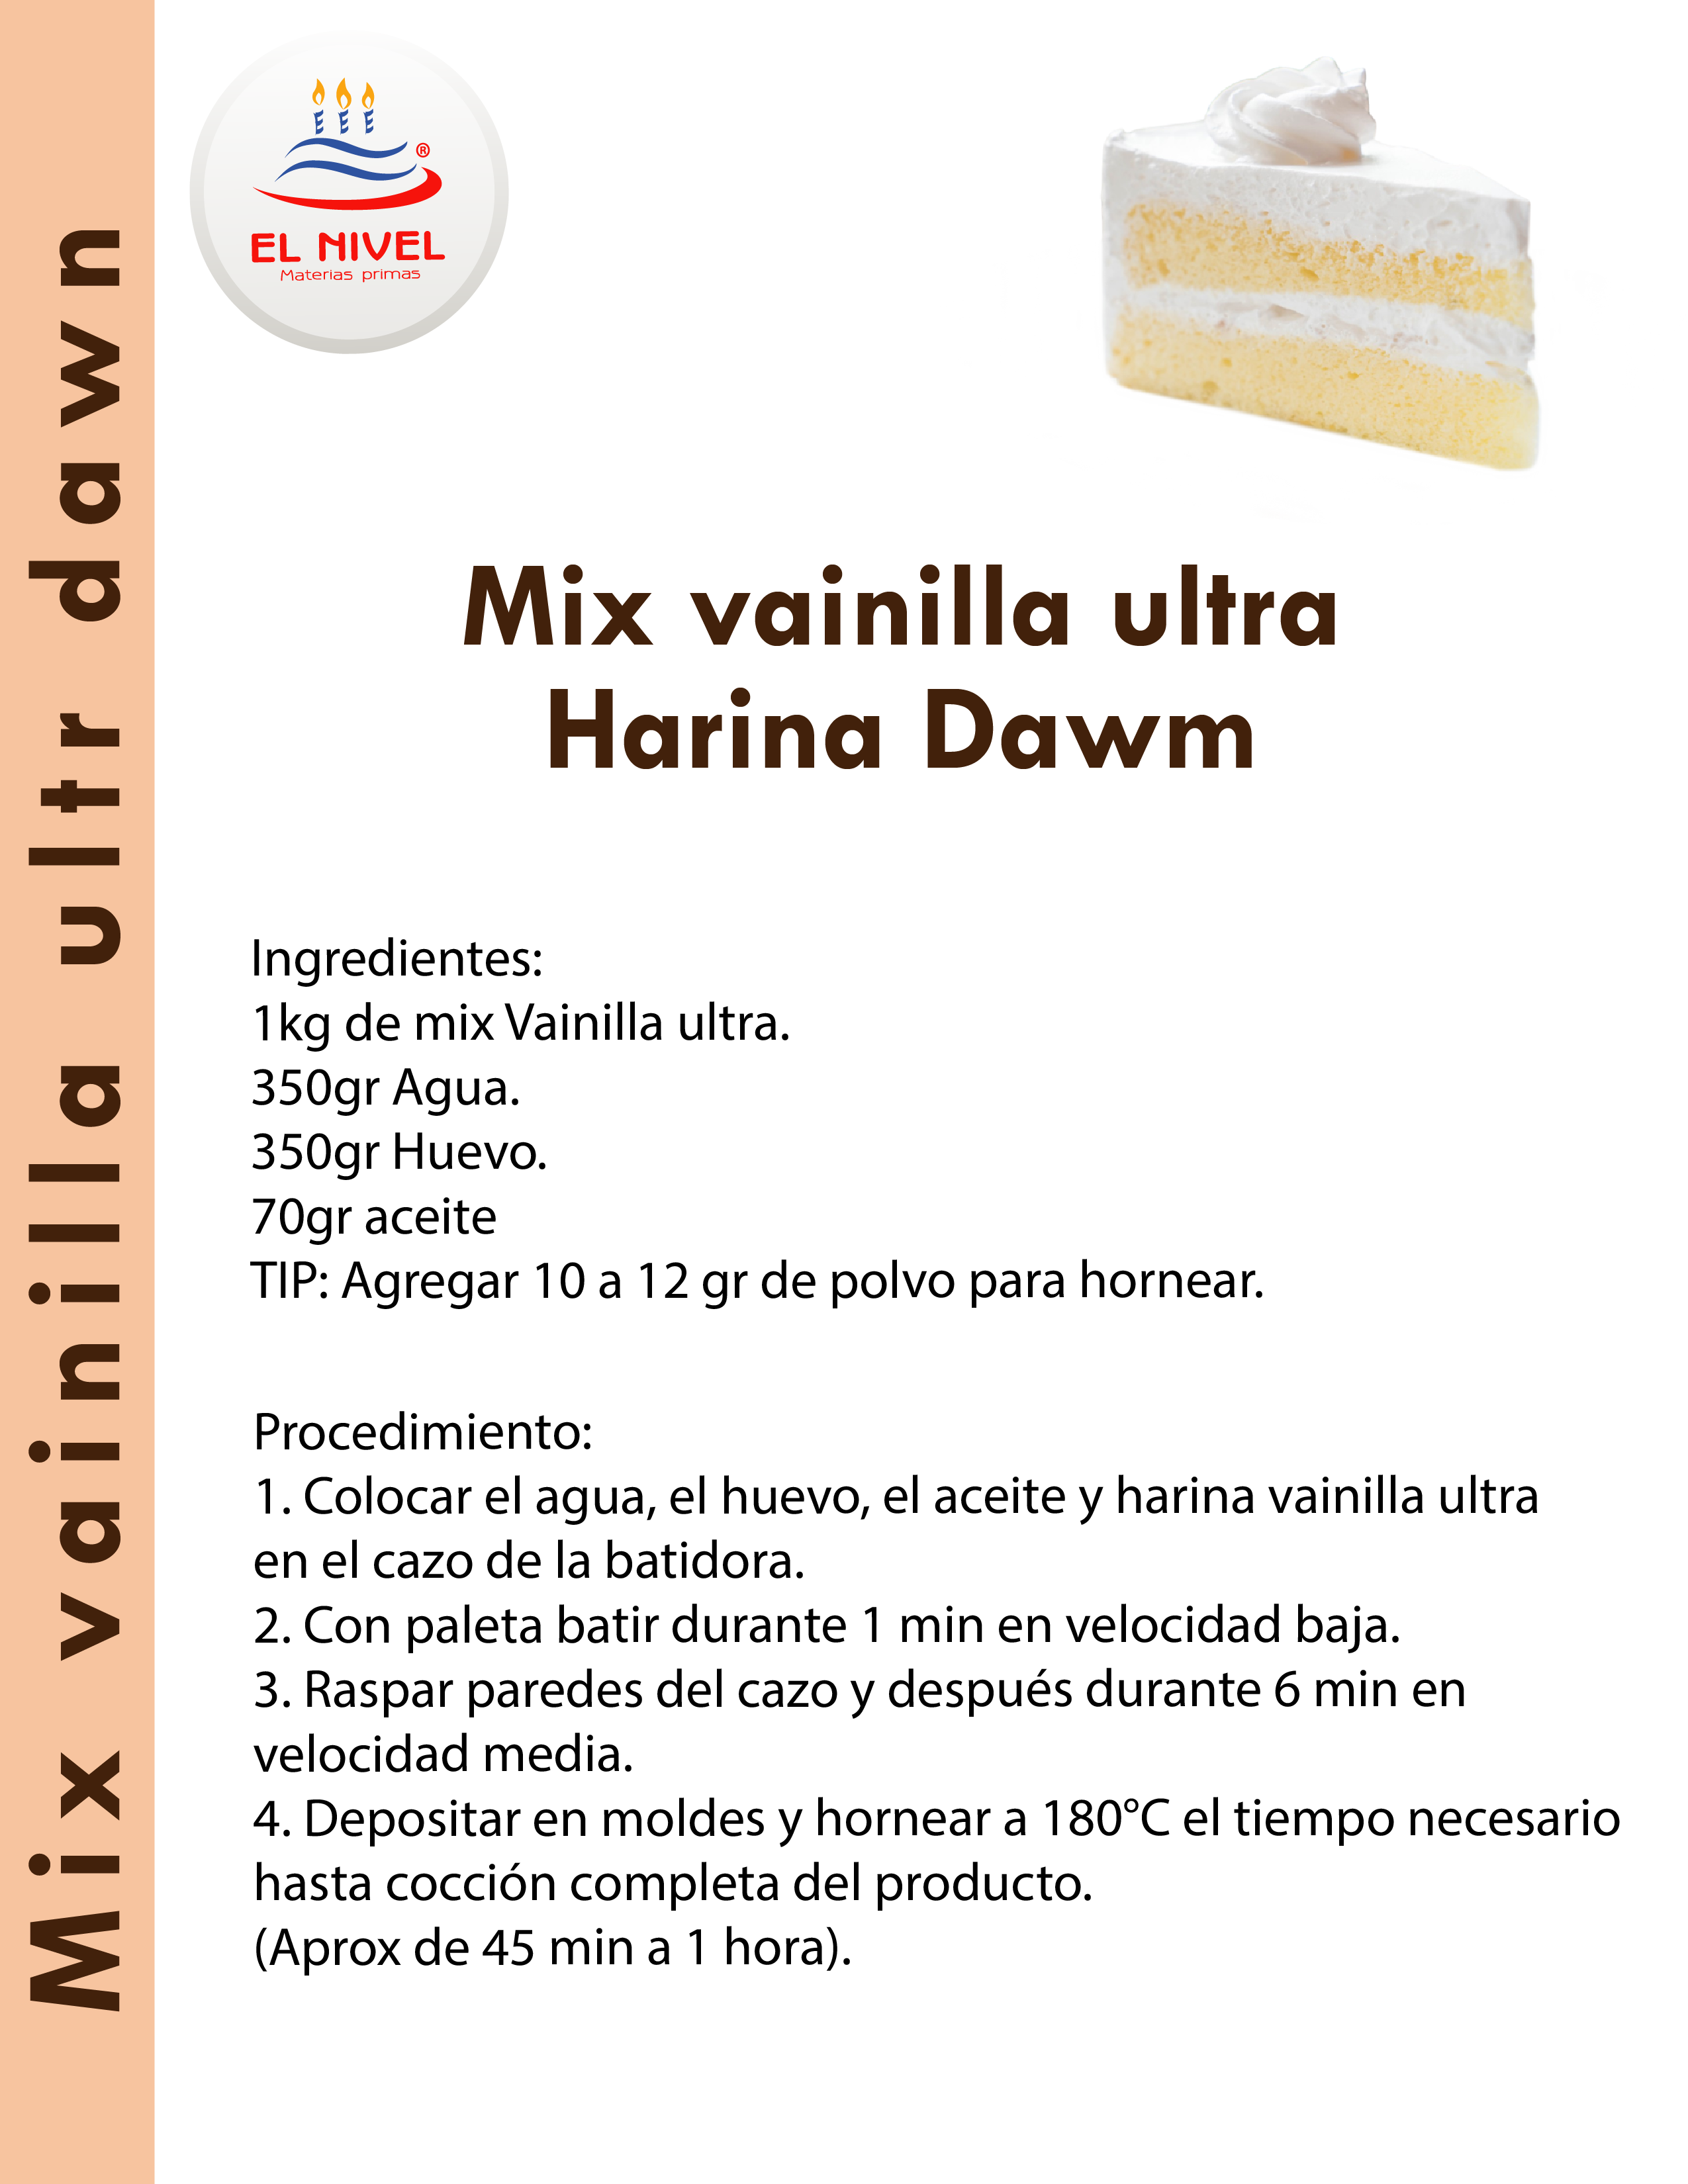 Mix vainilla ultr dawn
®
EL NIVEL
Materias primas
Mix vainilla ultra
Harina Dawm
Ingredientes:
1kg de mix Vainilla ultra.
350gr Agua.
350gr Huevo.
70gr aceite
TIP: Agregar 10 a 12 gr de polvo para hornear.
Procedimiento:
1. Colocar el agua, el huevo, el aceite y harina vainilla ultra
en el cazo de la batidora.
2. Con paleta batir durante 1 min en velocidad baja.
3. Raspar paredes del cazo y después durante 6 min en
velocidad media.
4. Depositar en moldes y hornear a 180°C el tiempo necesario
hasta cocción completa del producto.
(Aprox de 45 min a 1 hora).